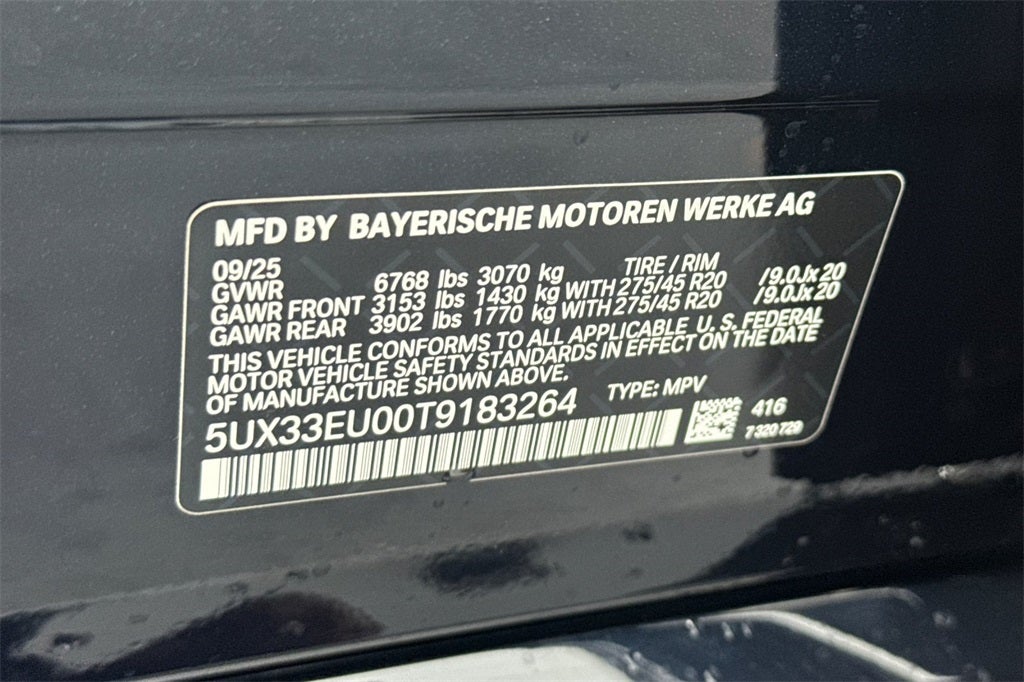 MFD BY BAYERISCHE MOTOREN WERKE AG
09/25 TIRE / RIM
GVWR 6768 lbs 3070 kg
GAWR FRONT 3153 lbs 1430 kg WITH 275/45 R20 /9.0Jx20
GAWR REAR 3902 lbs 1770 kg WITH 275/45 R20 /9.0Jx20
THIS VEHICLE CONFORMS TO ALL APPLICABLE U. S. FEDERAL
MOTOR VEHICLE SAFETY STANDARDS IN EFFECT ON THE DATE
OF MANUFACTURE SHOWN ABOVE.
5UX33EU00T9183264 TYPE: MPV
416
7 320 729